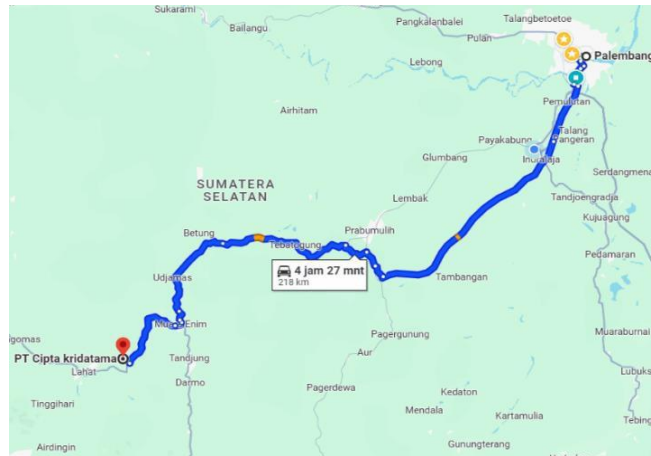 Sukarami
Bailangu
Pangkalanbalei
Talangbetoetoe
Pulan
Palembang
Lebong
Airhitam
Pemulutan
Payakabung
Talang
Pangeran
Glumbang
Indralaja
Serdangmena
SUMATERA
SELATAN
Lembak
Tandjoengradja
Kujuagung
Betung
Prabumulih
Tebatagung
Pedamaran
4 jam 27 mnt
218 km
Udjamas
Tambangan
Muara Enim
Pagergunung
Muaraburnai
PT Cipta kridatama
Lahat
Tandjung
Aur
Darmo
Pagerdewa
Lubuks
Kedaton
Tinggihari
Mendala
Kartamulia
Tebing
Airdingin
Gunungterang